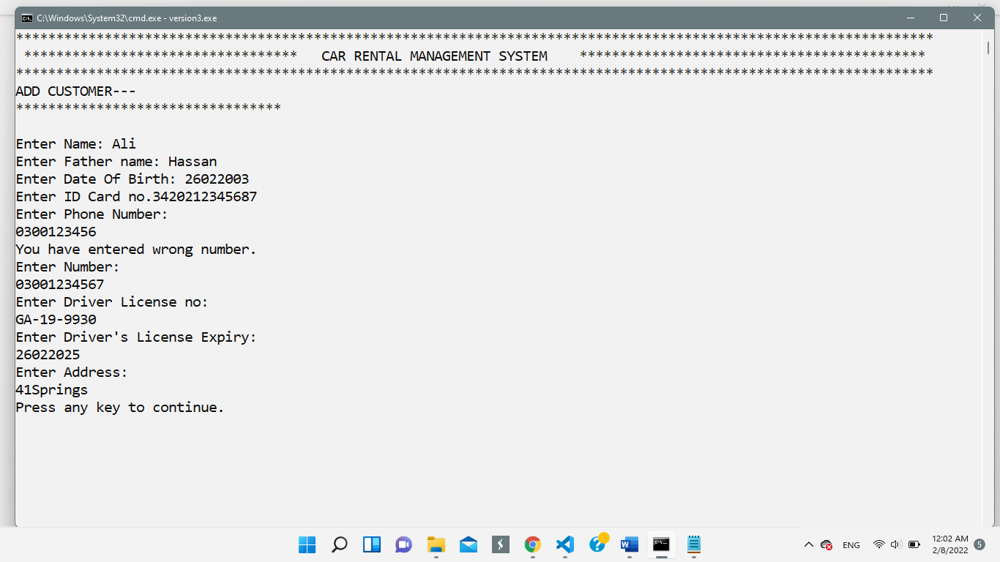 C:\Windows\System32\cmd.exe - version3.exe
******************************************************************************************************************
********************************** CAR RENTAL MANAGEMENT SYSTEM *******************************************
******************************************************************************************************************
ADD CUSTOMER---
*********************************
Enter Name: Ali
Enter Father name: Hassan
Enter Date Of Birth: 26022003
Enter ID Card no.3420212345687
Enter Phone Number:
0300123456
You have entered wrong number.
Enter Number:
03001234567
Enter Driver License no:
GA-19-9930
Enter Driver's License Expiry:
26022025
Enter Address:
41Springs
Press any key to continue.
ENG
12:02 AM
2/8/2022
5